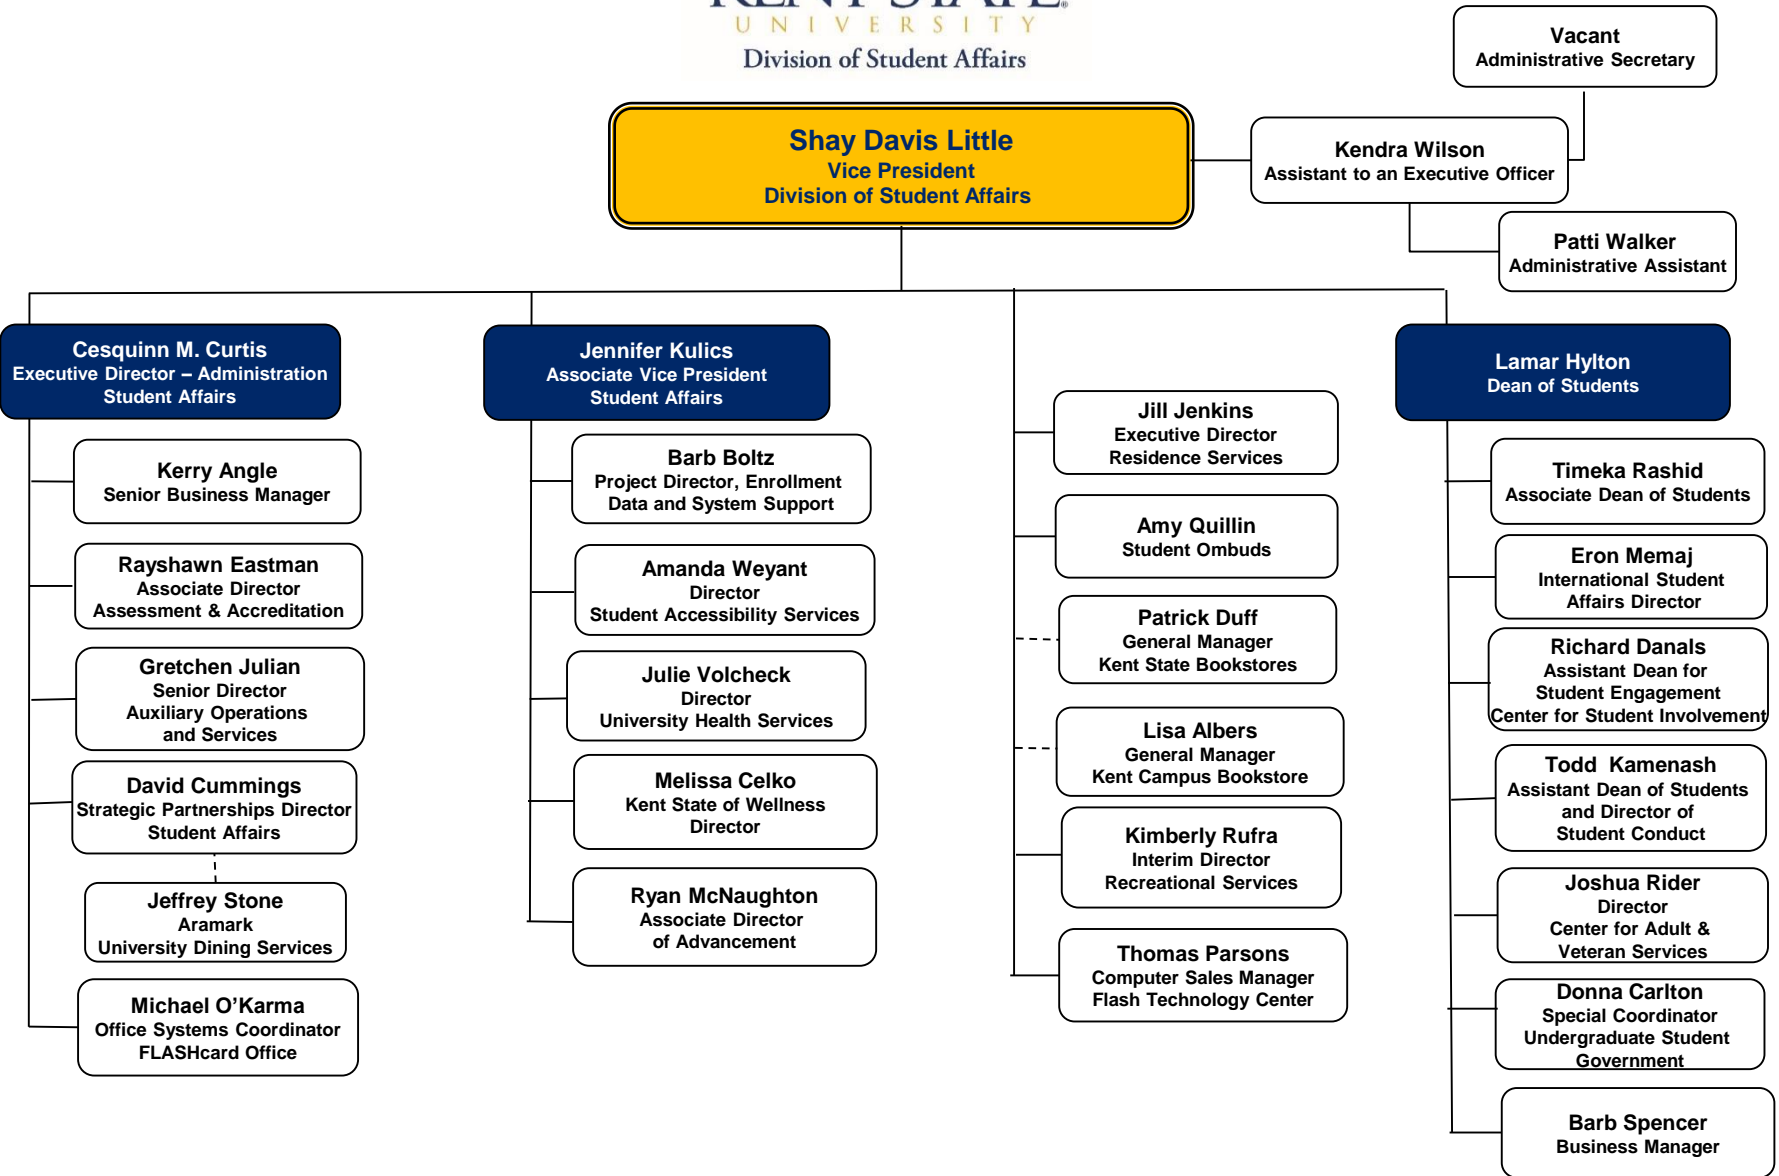 KENT STATE®
UNIVERSITY
Division of Student Affairs
Vacant
Administrative Secretary
Shay Davis Little
Vice President
Division of Student Affairs
Kendra Wilson
Assistant to an Executive Officer
Patti Walker
Administrative Assistant
Cesquinn M. Curtis
Executive Director – Administration
Student Affairs
Kerry Angle
Senior Business Manager
Rayshawn Eastman
Associate Director
Assessment & Accreditation
Gretchen Julian
Senior Director
Auxiliary Operations
and Services
David Cummings
Strategic Partnerships Director
Student Affairs
Jeffrey Stone
Aramark
University Dining Services
Michael O’Karma
Office Systems Coordinator
FLASHcard Office
Jennifer Kulics
Associate Vice President
Student Affairs
Barb Boltz
Project Director, Enrollment
Data and System Support
Amanda Weyant
Director
Student Accessibility Services
Julie Volcheck
Director
University Health Services
Melissa Celko
Kent State of Wellness
Director
Ryan McNaughton
Associate Director
of Advancement
Jill Jenkins
Executive Director
Residence Services
Amy Quillin
Student Ombuds
Patrick Duff
General Manager
Kent State Bookstores
Lisa Albers
General Manager
Kent Campus Bookstore
Kimberly Rufra
Interim Director
Recreational Services
Thomas Parsons
Computer Sales Manager
Flash Technology Center
Lamar Hylton
Dean of Students
Timeka Rashid
Associate Dean of Students
Eron Memaj
International Student
Affairs Director
Richard Danals
Assistant Dean for
Student Engagement
Center for Student Involvement
Todd Kamenash
Assistant Dean of Students
and Director of
Student Conduct
Joshua Rider
Director
Center for Adult &
Veteran Services
Donna Carlton
Special Coordinator
Undergraduate Student
Government
Barb Spencer
Business Manager